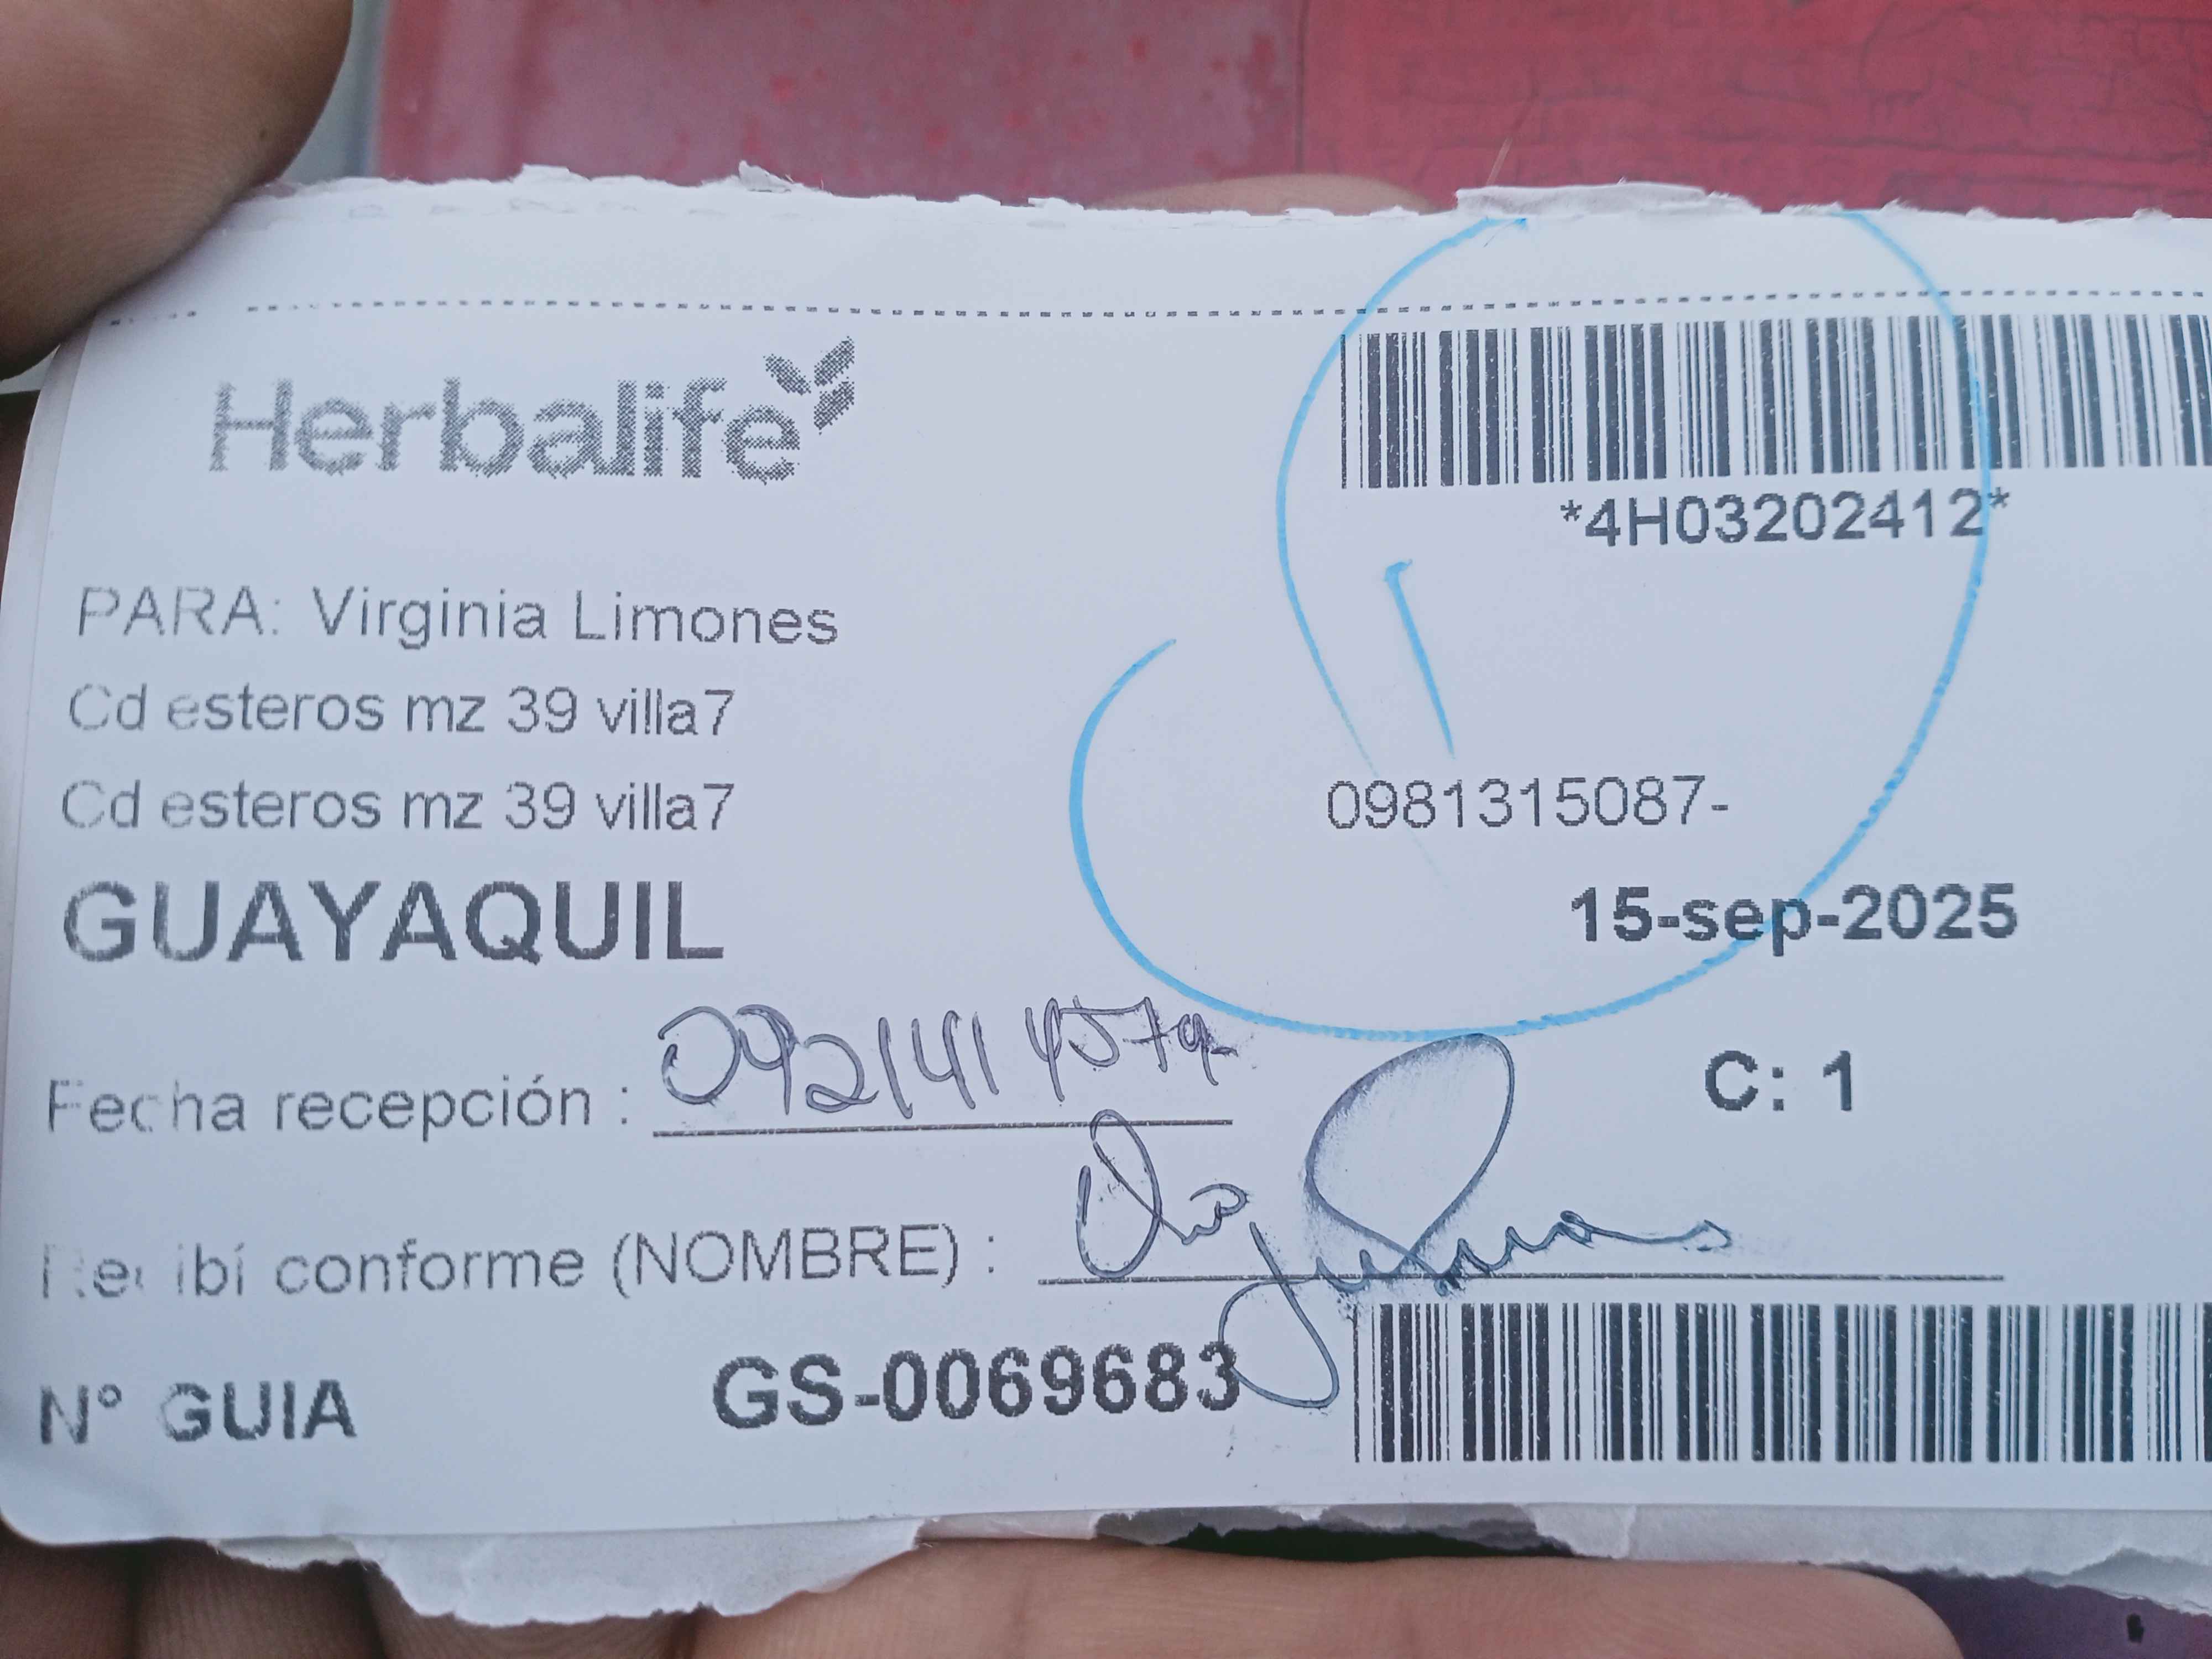 Herbalife
*4H03202412*
PARA: Virginia Limones
Cd esteros mz 39 villa7
Cd esteros mz 39 villa7
0981315087-
GUAYAQUIL
15-sep-2025
C: 1
Fecha recepción : 0921414579
Recibí conforme (NOMBRE) :
N° GUIA GS-0069683